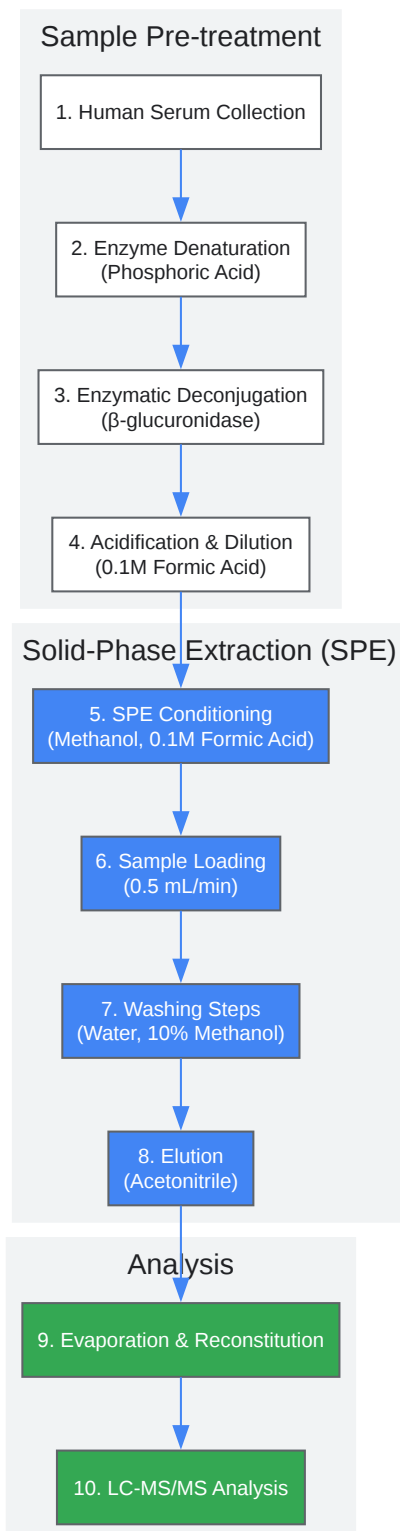 Sample Pre-treatment
1. Human Serum Collection
2. Enzyme Denaturation
(Phosphoric Acid)
3. Enzymatic Deconjugation
(β-glucuronidase)
4. Acidification & Dilution
(0.1M Formic Acid)
Solid-Phase Extraction (SPE)
5. SPE Conditioning
(Methanol, 0.1M Formic Acid)
6. Sample Loading
(0.5 mL/min)
7. Washing Steps
(Water, 10% Methanol)
8. Elution
(Acetonitrile)
Analysis
9. Evaporation & Reconstitution
10. LC-MS/MS Analysis